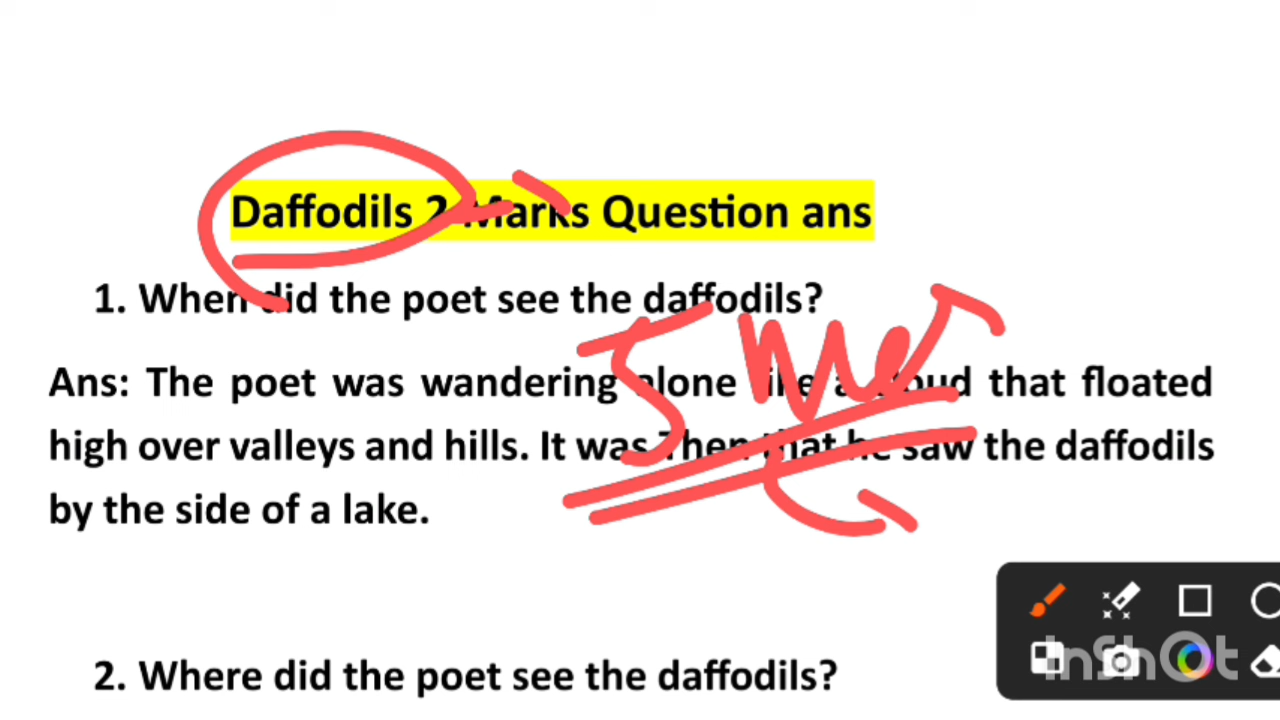 Daffodils 2 Marks Question ans
1. When did the poet see the daffodils?
Ans: The poet was wandering alone like a cloud that floated
high over valleys and hills. It was Then that he saw the daffodils
by the side of a lake.
2. Where did the poet see the daffodils?
InShOt